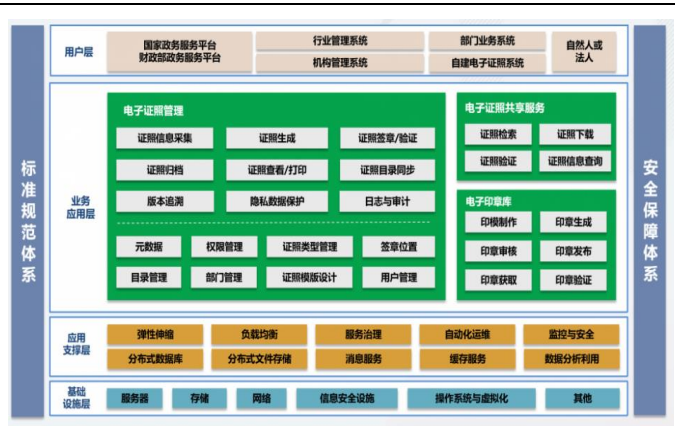 标准规范体系
用户层
国家政务服务平台
财政部政务服务平台
行业管理系统
机构管理系统
部门业务系统
自建电子证照系统
自然人或
法人
业务
应用层
电子证照管理
证照信息采集
证照生成
证照签章/验证
证照归档
证照查看/打印
证照目录同步
版本追溯
隐私数据保护
日志与审计
元数据
权限管理
证照类型管理
签章位置
目录管理
部门管理
证照模版设计
用户管理
电子证照共享服务
证照检索
证照下载
证照验证
证照信息查询
电子印章库
印模制作
印章生成
印章审核
印章发布
印章获取
印章验证
应用
支撑层
弹性伸缩
负载均衡
服务治理
自动化运维
监控与安全
分布式数据库
分布式文件存储
消息服务
缓存服务
数据分析利用
基础
设施层
服务器
存储
网络
信息安全设施
操作系统与虚拟化
其他
安全保障体系